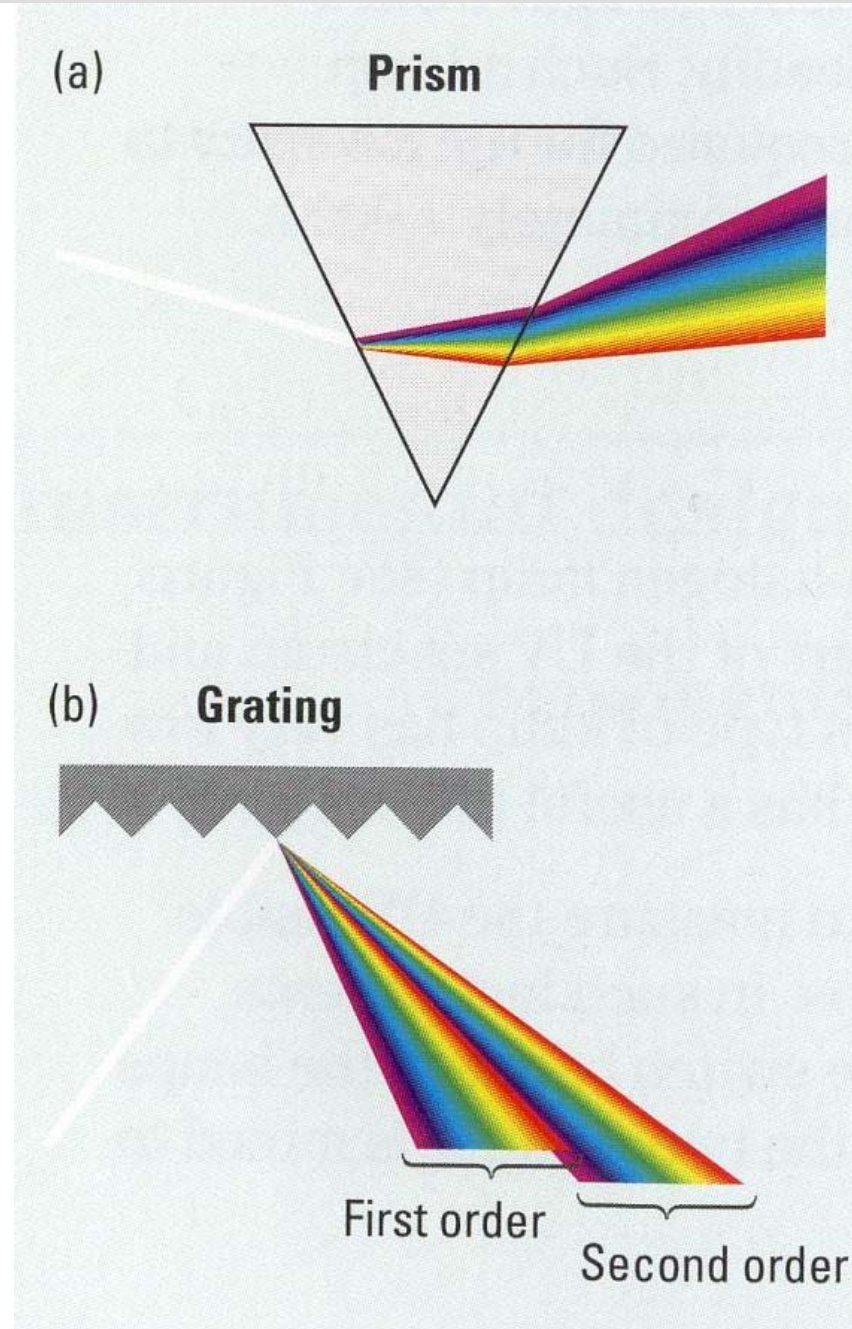 (a)
Prism
(b)
Grating
First order
Second order